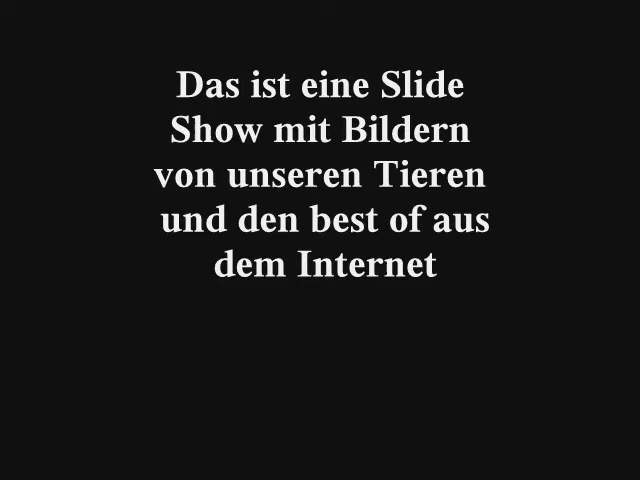 Das ist eine Slide
Show mit Bildern
von unseren Tieren
und den best of aus
dem Internet